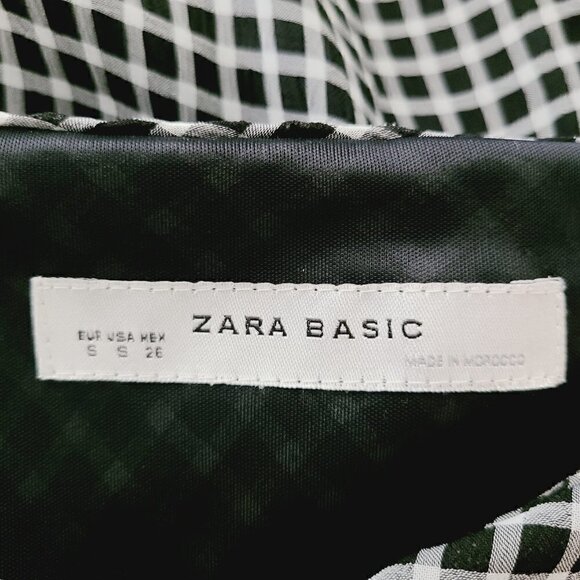 EUR USA MEX
S S 26
ZARA BASIC
MADE IN MOROCCO